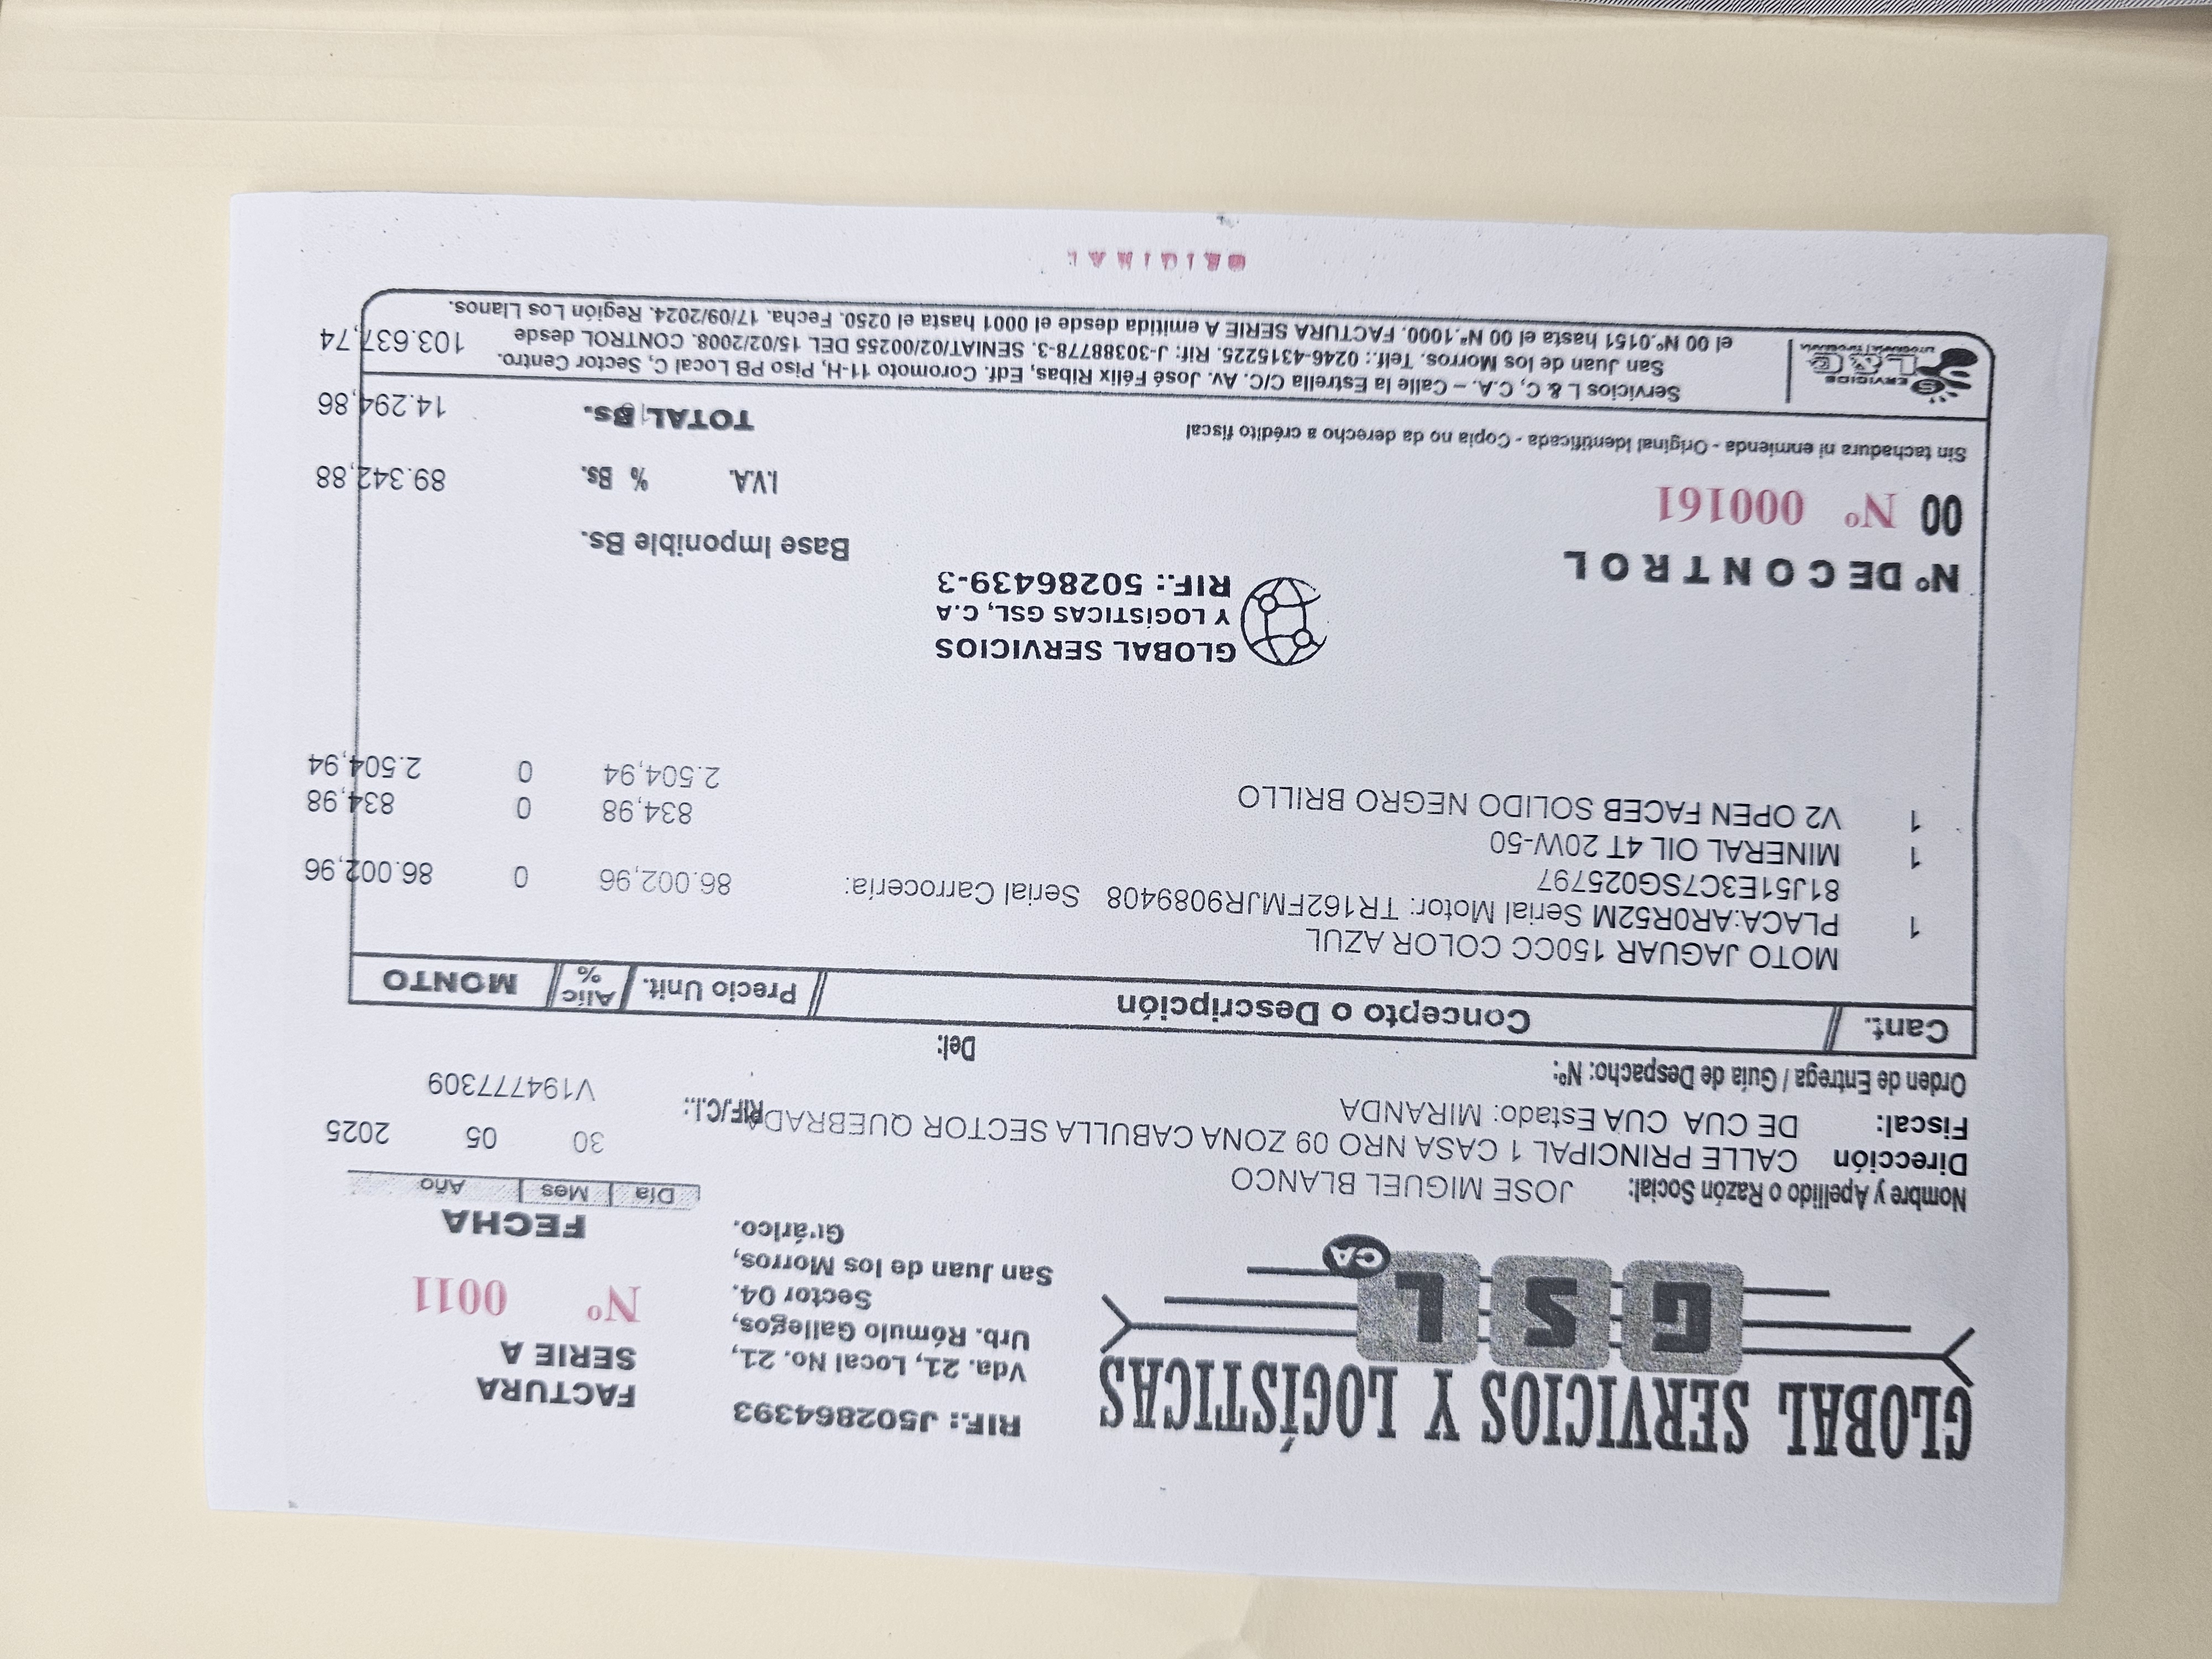 GLOBAL SERVICIOS Y LOGÍSTICAS
G S L CA
RIF.: J502864393
Vda. 21, Local No. 21,
Urb. Rómulo Gallegos,
Sector 04.
San Juan de los Morros,
Guárico.
FACTURA
SERIE A
Nº 0011
FECHA
Día Mes Año
30 05 2025
Nombre y Apellido o Razón Social: JOSE MIGUEL BLANCO
Dirección CALLE PRINCIPAL 1 CASA NRO 09 ZONA CABULLA SECTOR QUEBRADA
Fiscal: DE CUA CUA Estado: MIRANDA
RIF/C.I.: V194777309
Orden de Entrega / Guía de Despacho: Nº: Del:
Cant. Concepto o Descripción Precio Unit. Alíc % MONTO
MOTO JAGUAR 150CC COLOR AZUL
1 PLACA:AR0R52M Serial Motor: TR162FMJR9089408 Serial Carrocería: 86.002,96 0 86.002,96
81J51E3C7SG025797
1 MINERAL OIL 4T 20W-50 834,98 0 834,98
1 V2 OPEN FACEB SOLIDO NEGRO BRILLO 2.504,94 0 2.504,94
GLOBAL SERVICIOS
Y LOGÍSTICAS GSL, C.A
RIF.: 50286439-3
Nº DE CONTROL
00 Nº 000161
Base Imponible Bs. 89.342,88
I.V.A. % Bs. 14.294,86
TOTAL Bs. 103.637,74
Sin tachadura ni enmienda - Original Identificada - Copia no da derecho a crédito fiscal
SERVICIOS
L&C
LITOGRAFÍA | TIPOGRAFÍA
Servicios L & C, C.A. – Calle la Estrella C/C. Av. José Félix Ribas, Edf. Coromoto 11-H, Piso PB Local C, Sector Centro.
San Juan de los Morros. Telf.: 0246-4315225. Rif: J-30388778-3. SENIAT/02/00255 DEL 15/02/2008. CONTROL desde
el 00 Nº.0151 hasta el 00 Nº.1000. FACTURA SERIE A emitida desde el 0001 hasta el 0250. Fecha. 17/09/2024. Región Los Llanos.
ORIGINAL